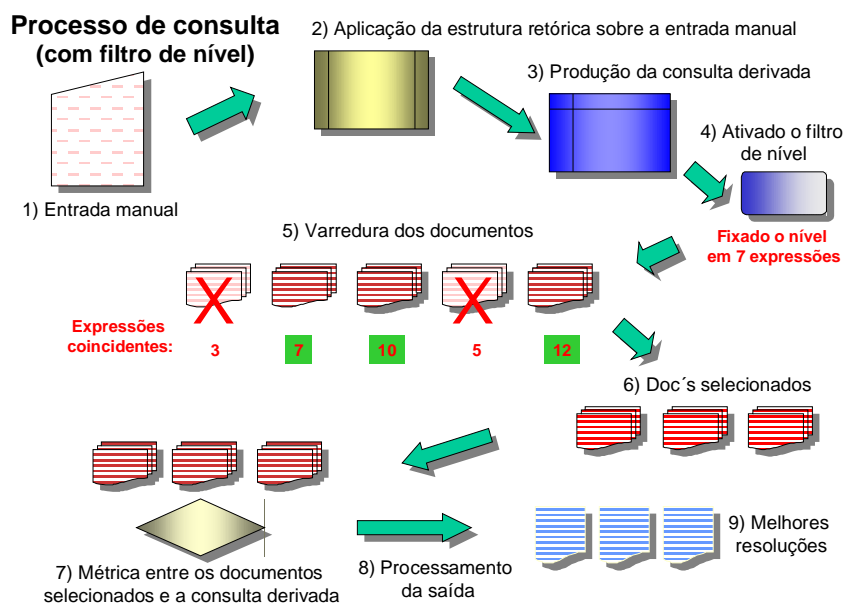 Processo de consulta
(com filtro de nível)
2) Aplicação da estrutura retórica sobre a entrada manual
3) Produção da consulta derivada
4) Ativado o filtro
de nível
1) Entrada manual
Fixado o nível
em 7 expressões
5) Varredura dos documentos
X X
Expressões
coincidentes: 3 7 10 5 12
6) Doc´s selecionados
7) Métrica entre os documentos
selecionados e a consulta derivada
8) Processamento
da saída
9) Melhores
resoluções